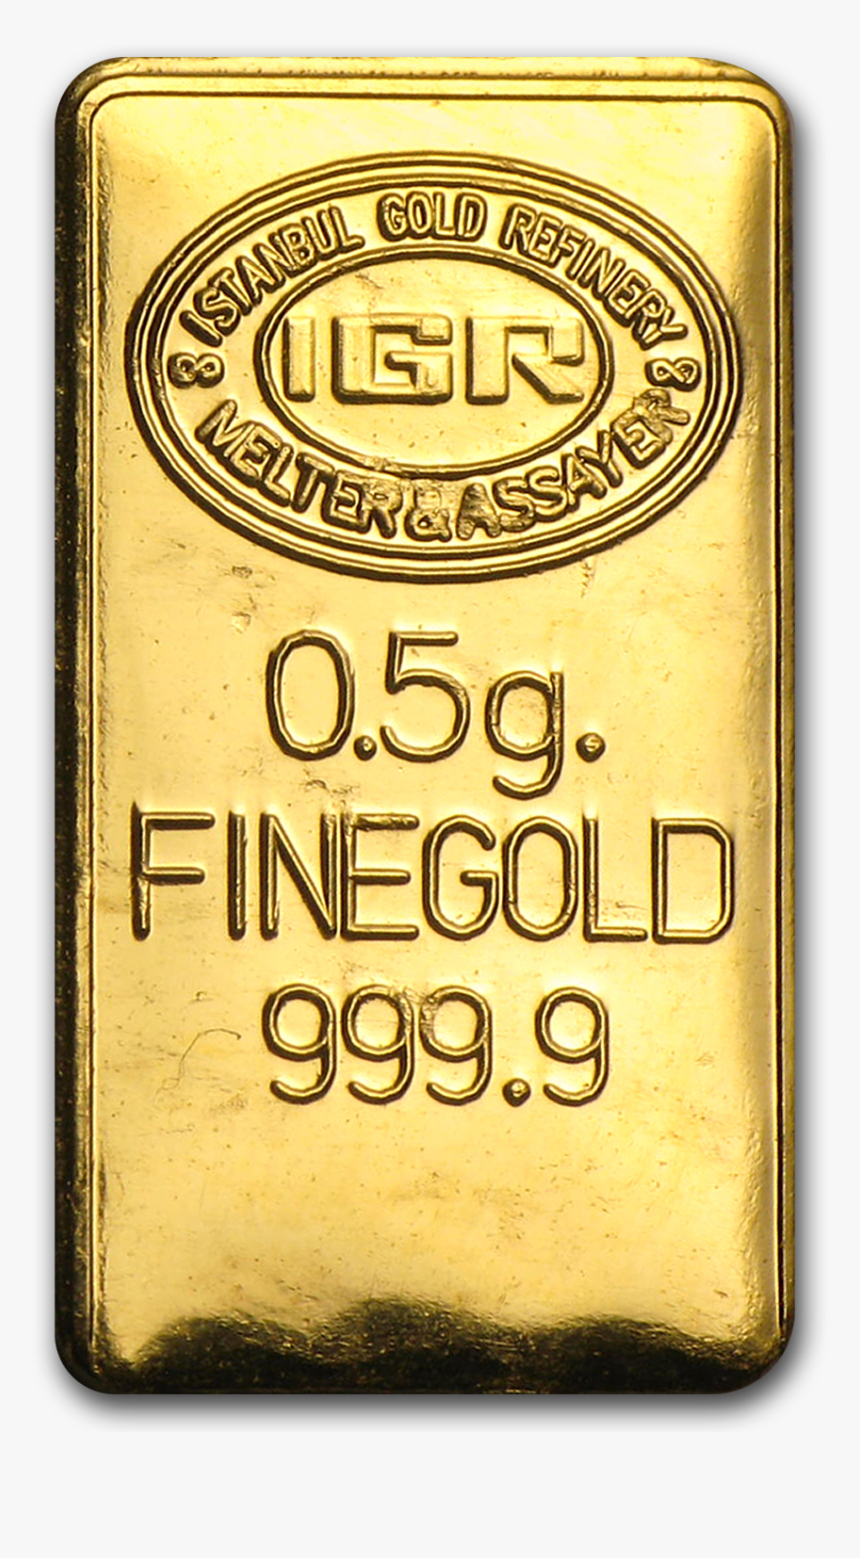 ISTANBUL GOLD REFINERY
IGR
MELTER & ASSAYER
0.5g.
FINEGOLD
999.9